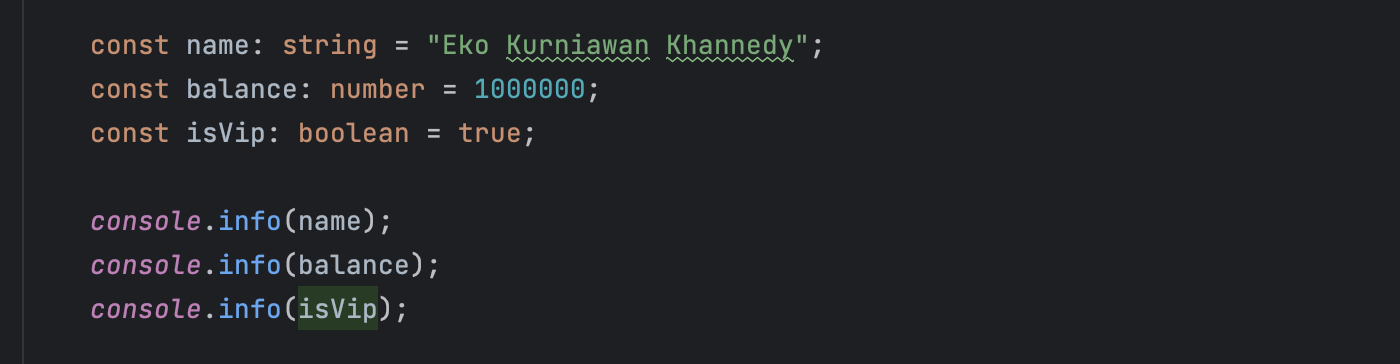 const name: string = "Eko Kurniawan Khannedy";
const balance: number = 1000000;
const isVip: boolean = true;
console.info(name);
console.info(balance);
console.info(isVip);